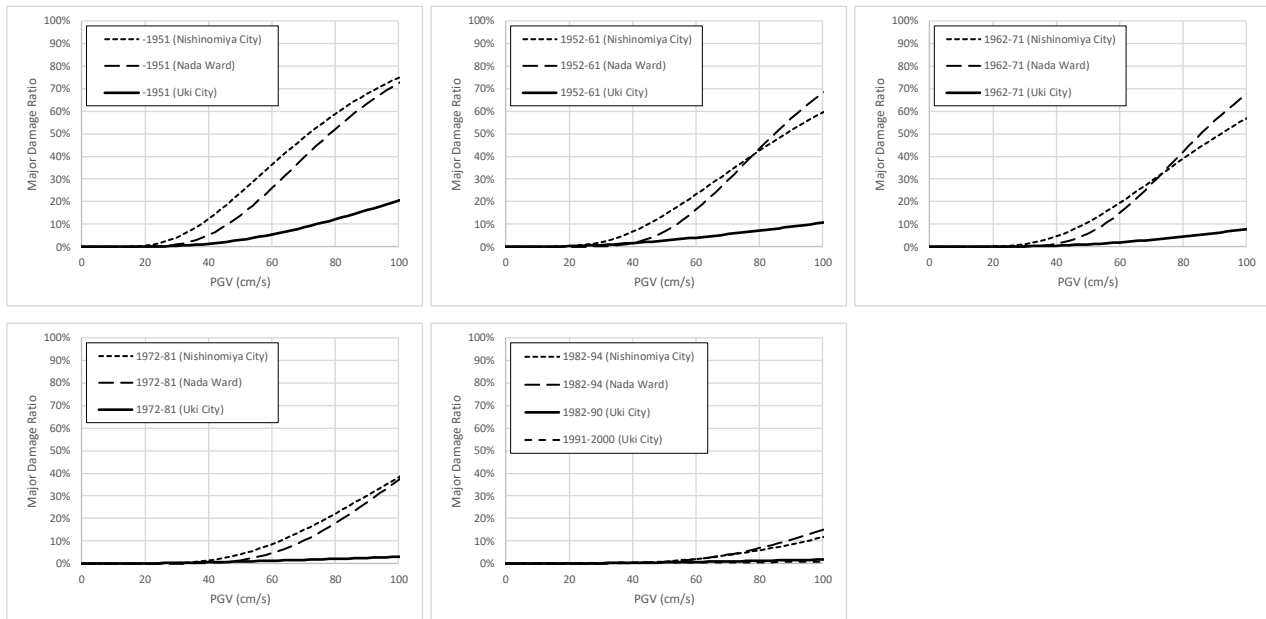 100%
90%
80%
70%
60%
50%
40%
30%
20%
10%
0%
Major Damage Ratio
-1951 (Nishinomiya City)
-1951 (Nada Ward)
-1951 (Uki City)
0 20 40 60 80 100
PGV (cm/s)
100%
90%
80%
70%
60%
50%
40%
30%
20%
10%
0%
Major Damage Ratio
1952-61 (Nishinomiya City)
1952-61 (Nada Ward)
1952-61 (Uki City)
0 20 40 60 80 100
PGV (cm/s)
100%
90%
80%
70%
60%
50%
40%
30%
20%
10%
0%
Major Damage Ratio
1962-71 (Nishinomiya City)
1962-71 (Nada Ward)
1962-71 (Uki City)
0 20 40 60 80 100
PGV (cm/s)
100%
90%
80%
70%
60%
50%
40%
30%
20%
10%
0%
Major Damage Ratio
1972-81 (Nishinomiya City)
1972-81 (Nada Ward)
1972-81 (Uki City)
0 20 40 60 80 100
PGV (cm/s)
100%
90%
80%
70%
60%
50%
40%
30%
20%
10%
0%
Major Damage Ratio
1982-94 (Nishinomiya City)
1982-94 (Nada Ward)
1982-90 (Uki City)
1991-2000 (Uki City)
0 20 40 60 80 100
PGV (cm/s)